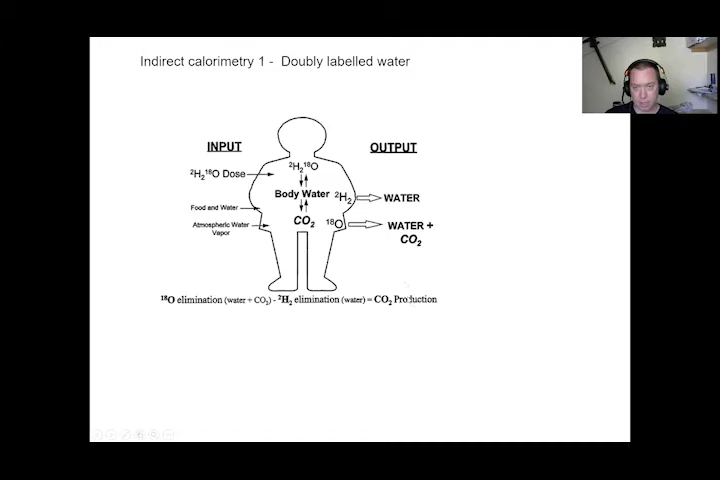 Indirect calorimetry 1 - Doubly labelled water
INPUT
OUTPUT
²H₂¹⁸O
²H₂¹⁸O Dose
Body Water
²H₂
WATER
Food and Water
CO₂
¹⁸O
Atmospheric Water
Vapor
WATER +
CO₂
¹⁸O elimination (water + CO₂) - ²H₂ elimination (water) = CO₂ Production